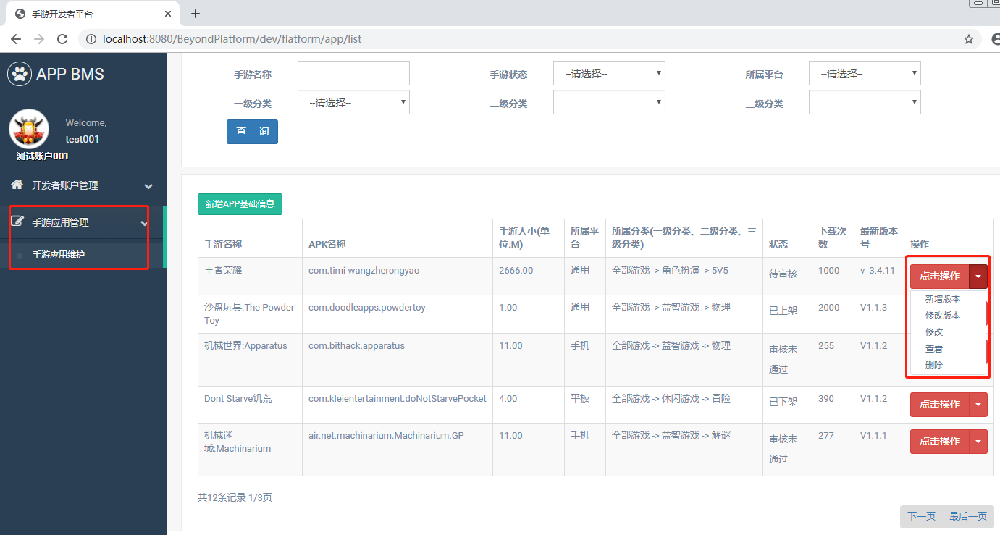 手游开发者平台
localhost:8080/BeyondPlatform/dev/flatform/app/list
APP BMS
Welcome,
test001
测试账户001
开发者账户管理
手游应用管理
手游应用维护
手游名称 手游状态 --请选择-- 所属平台 --请选择--
一级分类 --请选择-- 二级分类 三级分类
查 询
新增APP基础信息
手游名称 APK名称 手游大小(单位:M) 所属平台 所属分类(一级分类、二级分类、三级分类) 状态 下载次数 最新版本号 操作
王者荣耀 com.timi-wangzherongyao 2666.00 通用 全部游戏 -> 角色扮演 -> 5V5 待审核 1000 v_3.4.11 点击操作
新增版本
修改版本
修改
查看
删除
沙盘玩具:The Powder Toy com.doodleapps.powdertoy 1.00 通用 全部游戏 -> 益智游戏 -> 物理 已上架 2000 V1.1.3
机械世界:Apparatus com.bithack.apparatus 11.00 手机 全部游戏 -> 益智游戏 -> 物理 审核未通过 255 V1.1.2
Dont Starve饥荒 com.kleientertainment.doNotStarvePocket 4.00 平板 全部游戏 -> 休闲游戏 -> 冒险 已下架 390 V1.1.2 点击操作
机械迷城:Machinarium air.net.machinarium.Machinarium.GP 11.00 手机 全部游戏 -> 益智游戏 -> 解谜 审核未通过 277 V1.1.1 点击操作
共12条记录 1/3页
下一页 最后一页